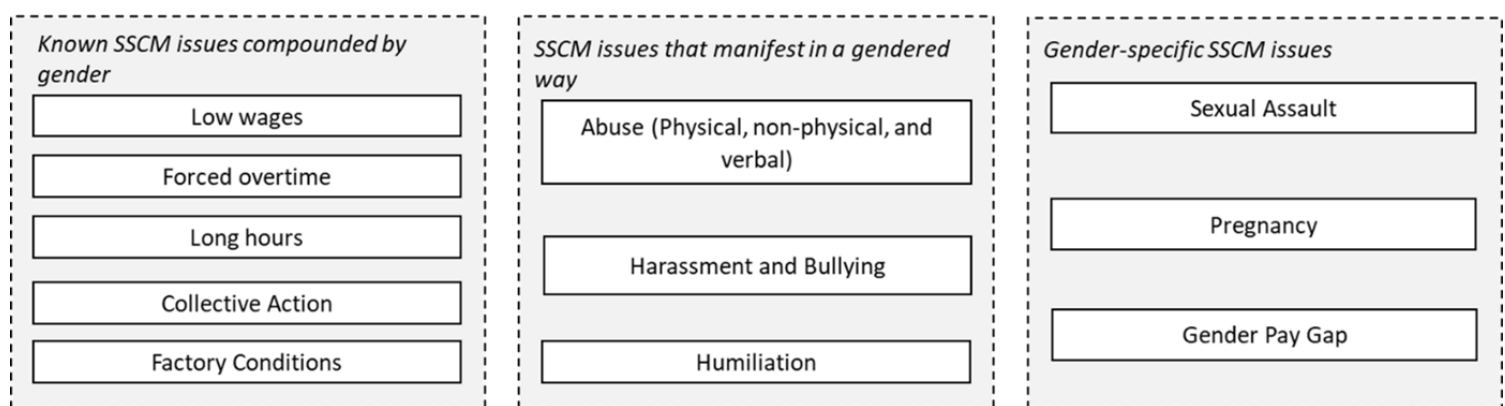 Known SSCM issues compounded by
gender
Low wages
Forced overtime
Long hours
Collective Action
Factory Conditions
SSCM issues that manifest in a gendered
way
Abuse (Physical, non-physical, and
verbal)
Harassment and Bullying
Humiliation
Gender-specific SSCM issues
Sexual Assault
Pregnancy
Gender Pay Gap